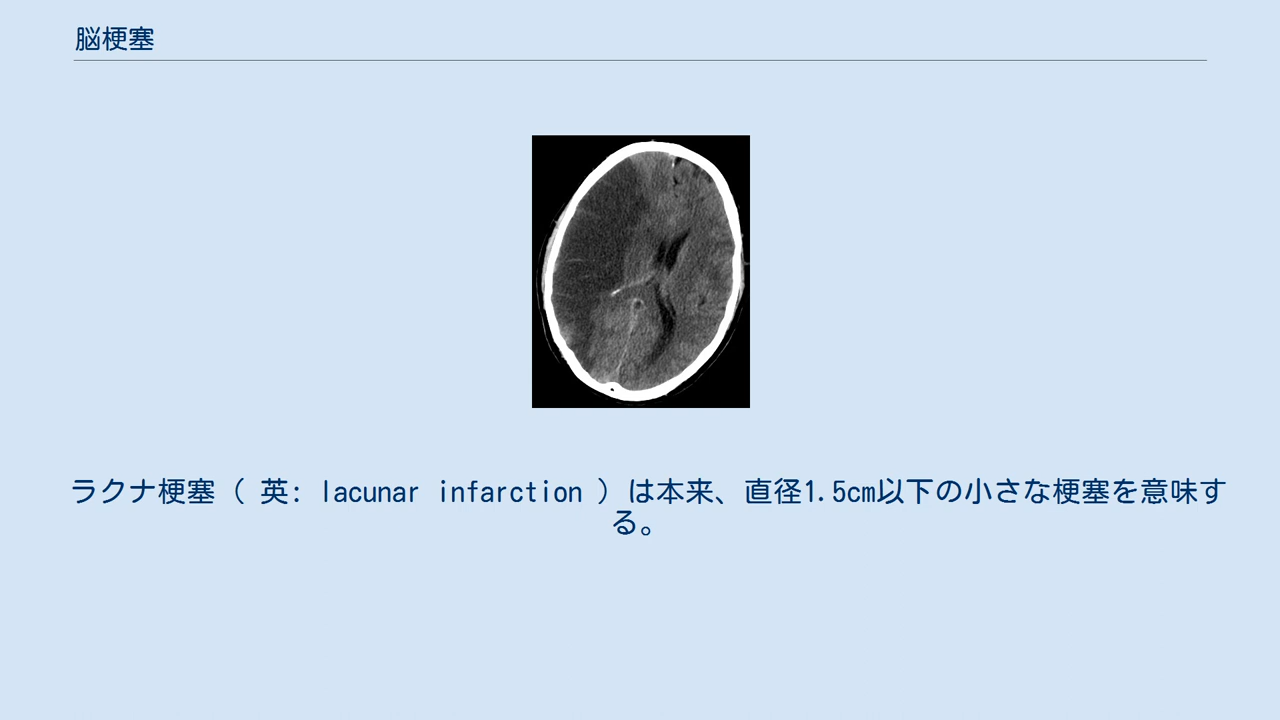 脳梗塞
ラクナ梗塞（ 英: lacunar infarction ）は本来、直径1.5cm以下の小さな梗塞を意味す
る。